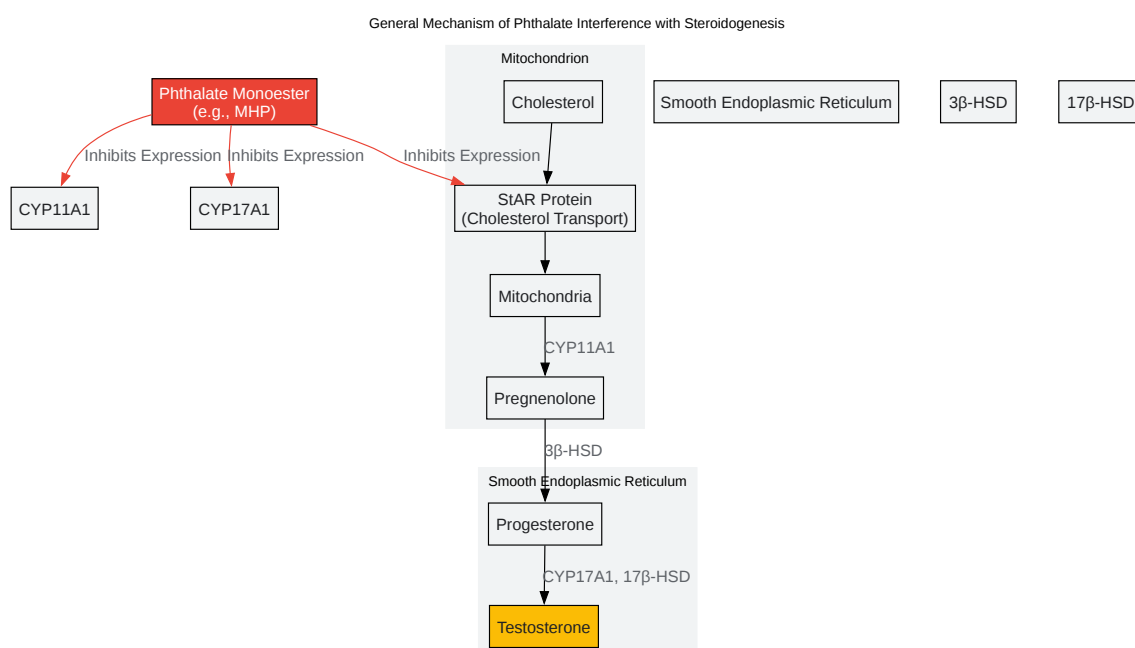 General Mechanism of Phthalate Interference with Steroidogenesis
Mitochondrion
Phthalate Monoester
(e.g., MHP)
Cholesterol
Smooth Endoplasmic Reticulum
3β-HSD
17β-HSD
Inhibits Expression
Inhibits Expression
Inhibits Expression
CYP11A1
CYP17A1
StAR Protein
(Cholesterol Transport)
Mitochondria
CYP11A1
Pregnenolone
3β-HSD
Smooth Endoplasmic Reticulum
Progesterone
CYP17A1, 17β-HSD
Testosterone